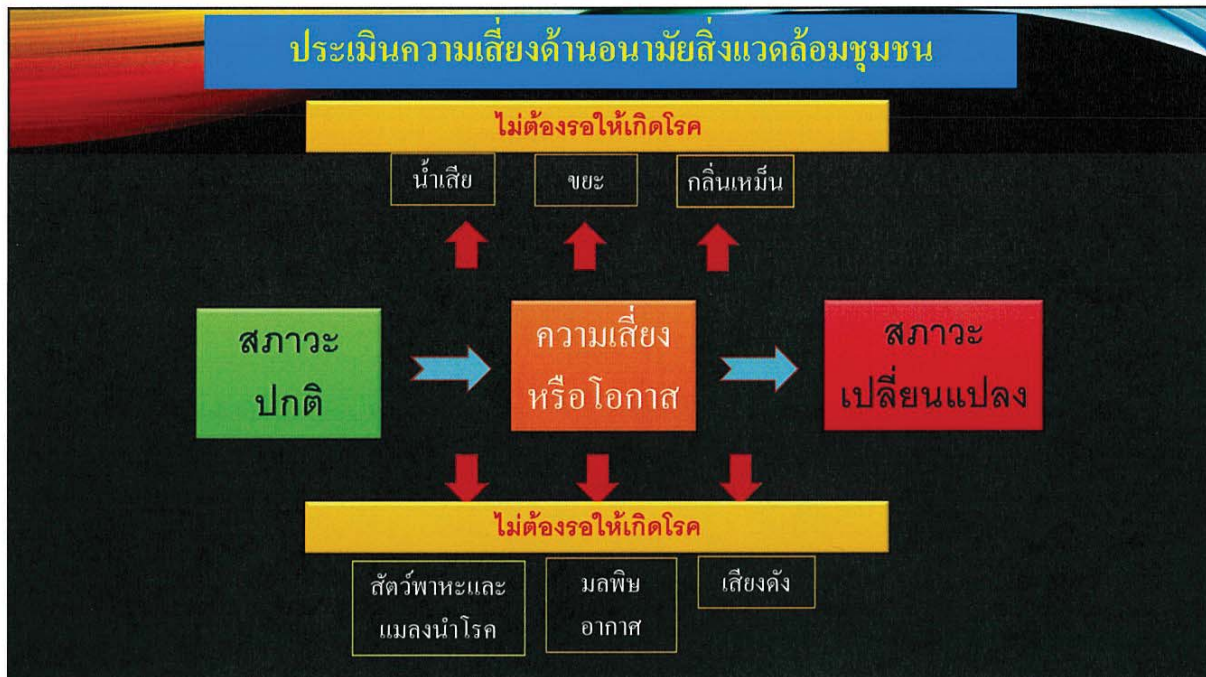 ประเมินความเสี่ยงด้านอนามัยสิ่งแวดล้อมชุมชน
ไม่ต้องรอให้เกิดโรค
น้ำเสีย
ขยะ
กลิ่นเหม็น
สภาวะ
ปกติ
ความเสี่ยง
หรือโอกาส
สภาวะ
เปลี่ยนแปลง
ไม่ต้องรอให้เกิดโรค
สัตว์พาหะและ
แมลงนำโรค
มลพิษ
อากาศ
เสียงดัง